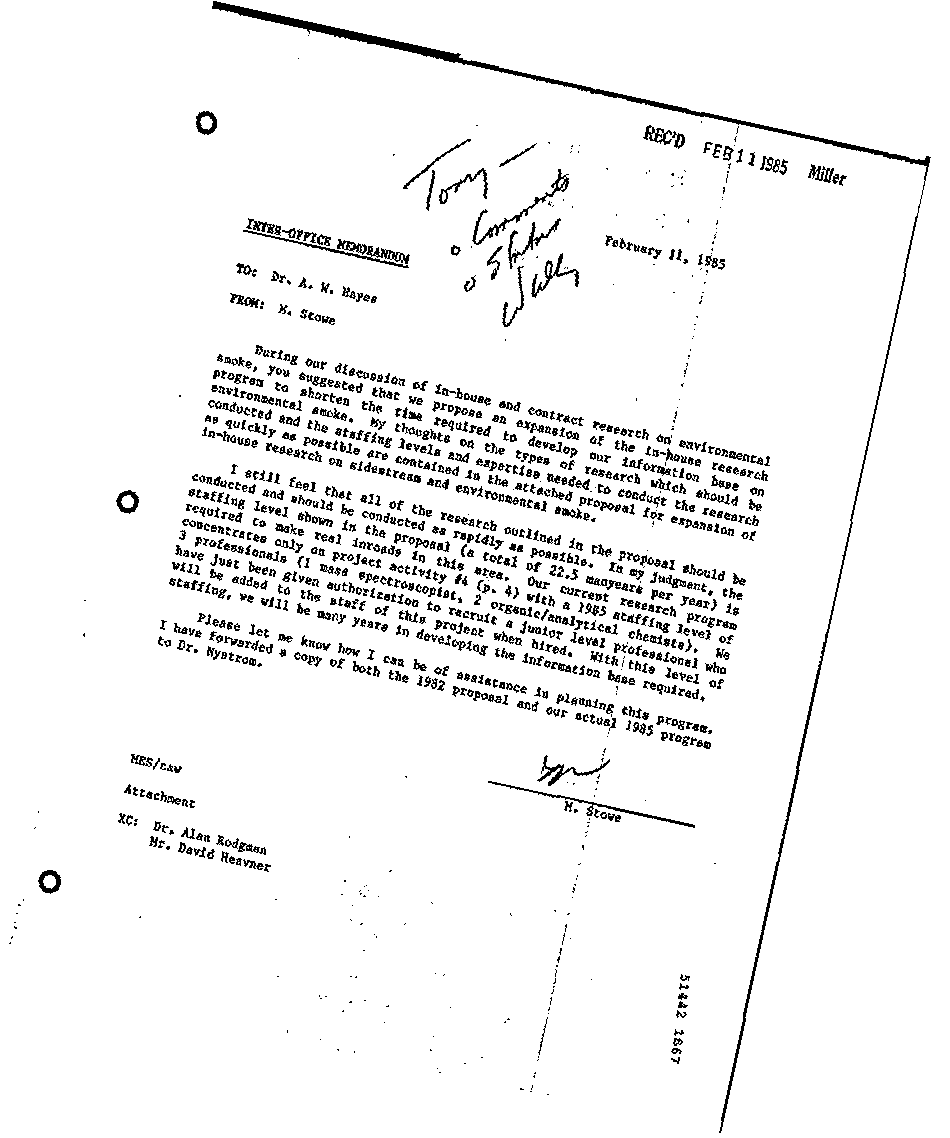 REC'D FEB 11 1985 Miller
Tony —
o Comments
o
Wally
February 11, 1985
INTER-OFFICE MEMORANDUM
TO: Dr. A. W. Hayes
FROM: M. Stowe
During our discussion of in-house and contract research on environmental
smoke, you suggested that we propose an expansion of the in-house research
program to shorten the time required to develop our information base on
environmental smoke. My thoughts on the types of research which should be
conducted and the staffing levels and expertise needed to conduct the research
as quickly as possible are contained in the attached proposal for expansion of
in-house research on sidestream and environmental smoke.
I still feel that all of the research outlined in the proposal should be
conducted and should be conducted as rapidly as possible. In my judgment, the
staffing level shown in the proposal (a total of 22.5 manyears per year) is
required to make real inroads in this area. Our current research program
concentrates only on project activity #4 (p. 4) with a 1985 staffing level of
3 professionals (1 mass spectroscopist, 2 organic/analytical chemists). We
have just been given authorization to recruit a junior level professional who
will be added to the staff of this project when hired. With this level of
staffing, we will be many years in developing the information base required.
Please let me know how I can be of assistance in planning this program.
I have forwarded a copy of both the 1982 proposal and our actual 1985 program
to Dr. Nystrom.
M. Stowe
MES/caw
Attachment
XC: Dr. Alan Rodgman
Mr. David Heavner
51442 1867